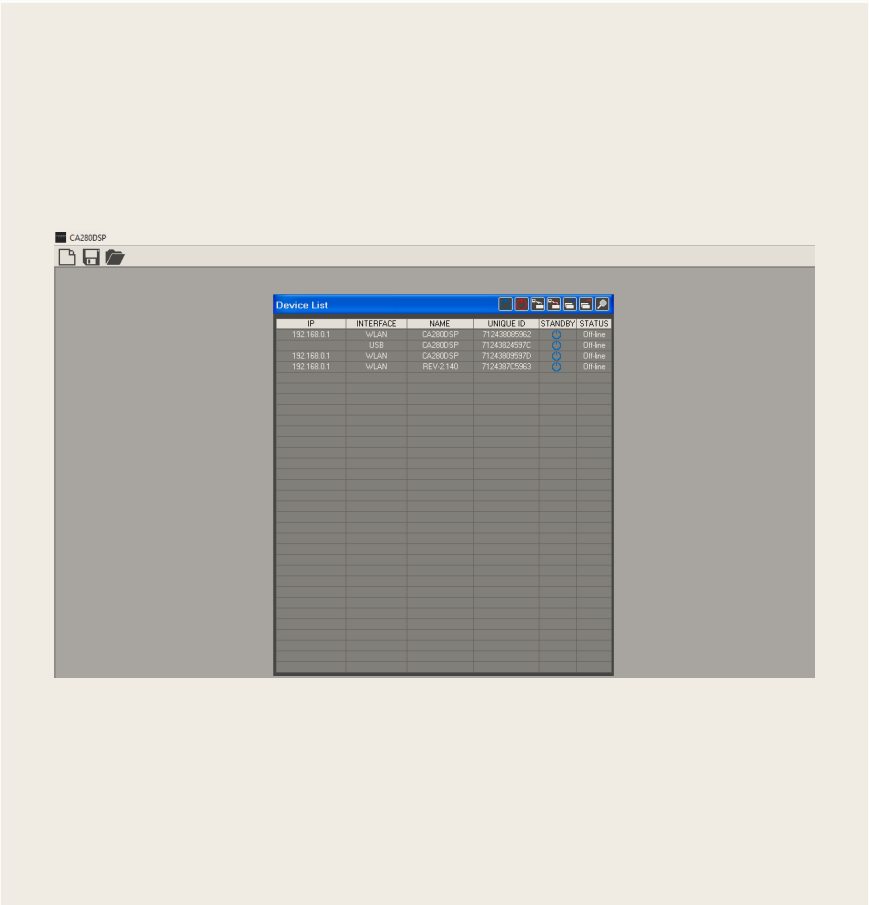 CA280DSP
Device List
IP INTERFACE NAME UNIQUE ID STANDBY STATUS
192.168.0.1 WLAN CA280DSP 712438085962 Off-line
USB CA280DSP 71243824597C Off-line
192.168.0.1 WLAN CA280DSP 71243809597D Off-line
192.168.0.1 WLAN REV-2.140 7124387C5963 Off-line